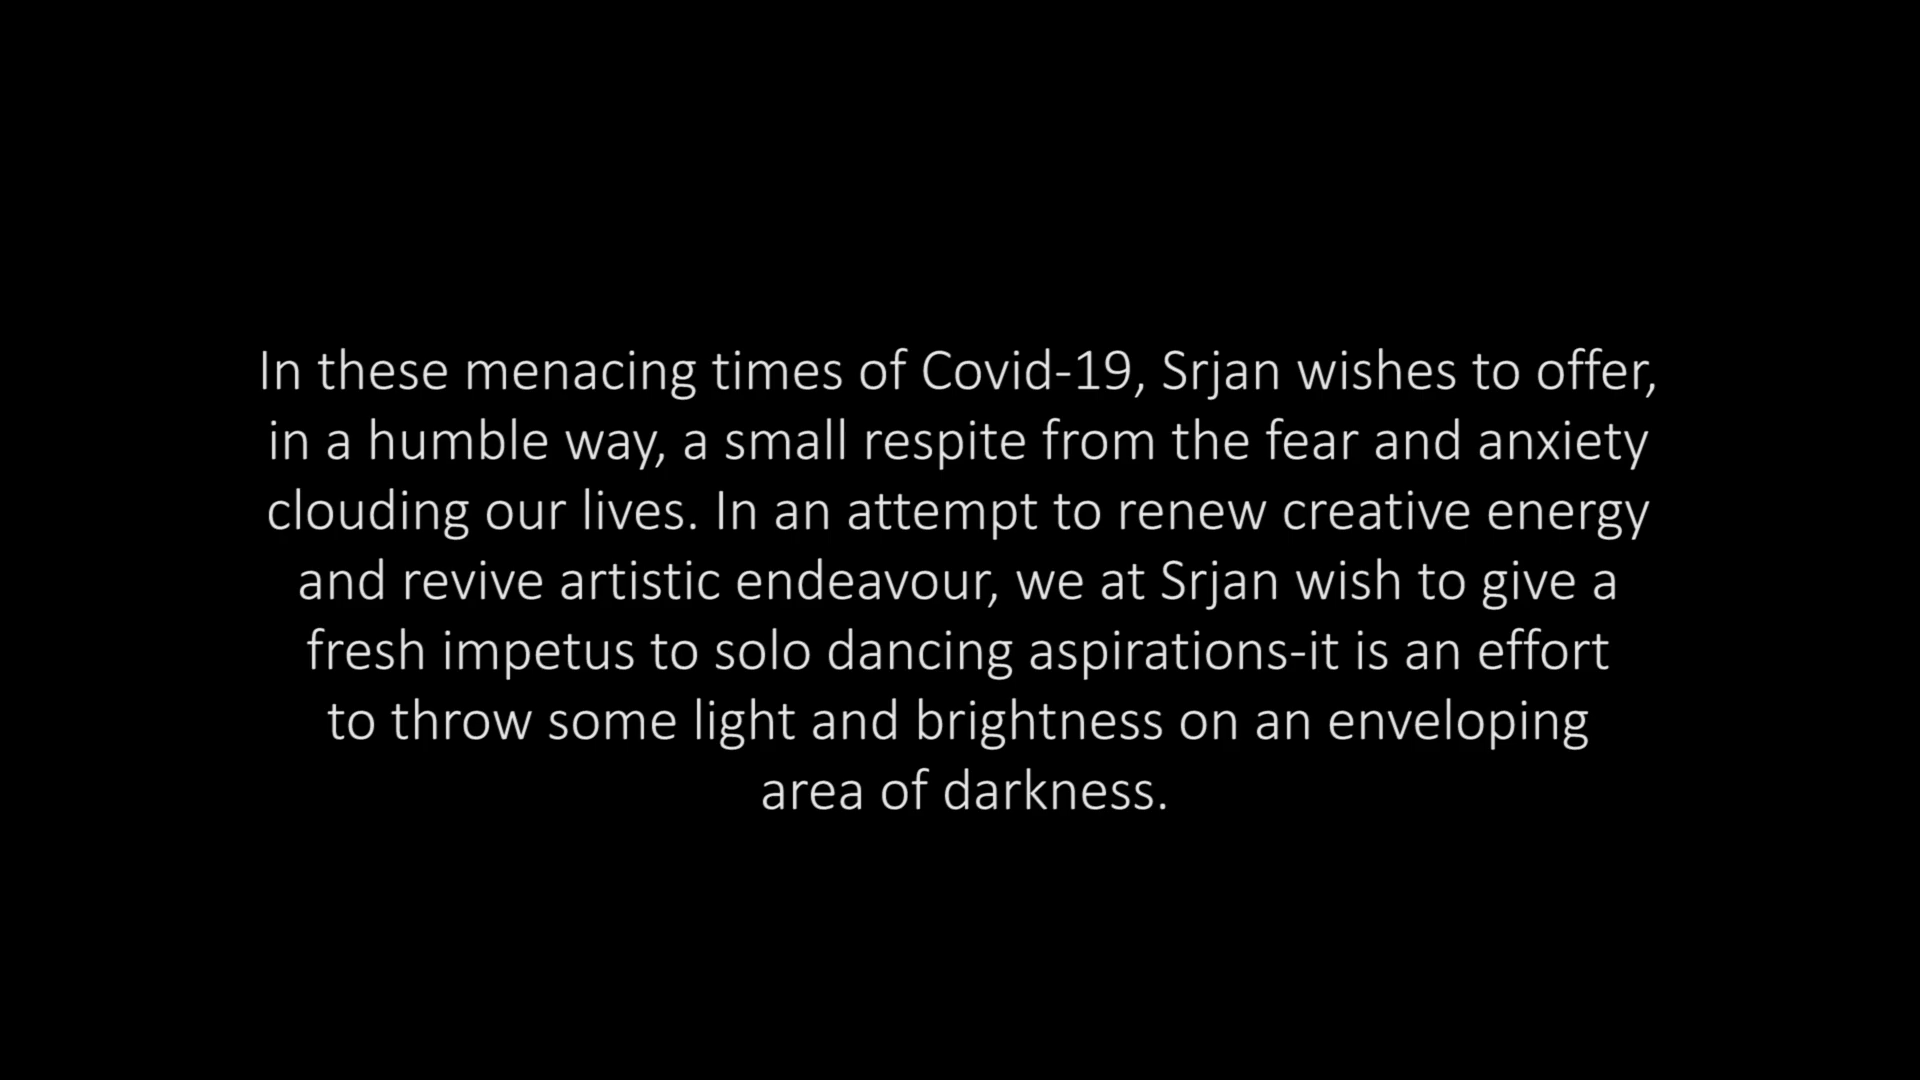 In these menacing times of Covid-19, Srjan wishes to offer,
in a humble way, a small respite from the fear and anxiety
clouding our lives. In an attempt to renew creative energy
and revive artistic endeavour, we at Srjan wish to give a
fresh impetus to solo dancing aspirations-it is an effort
to throw some light and brightness on an enveloping
area of darkness.